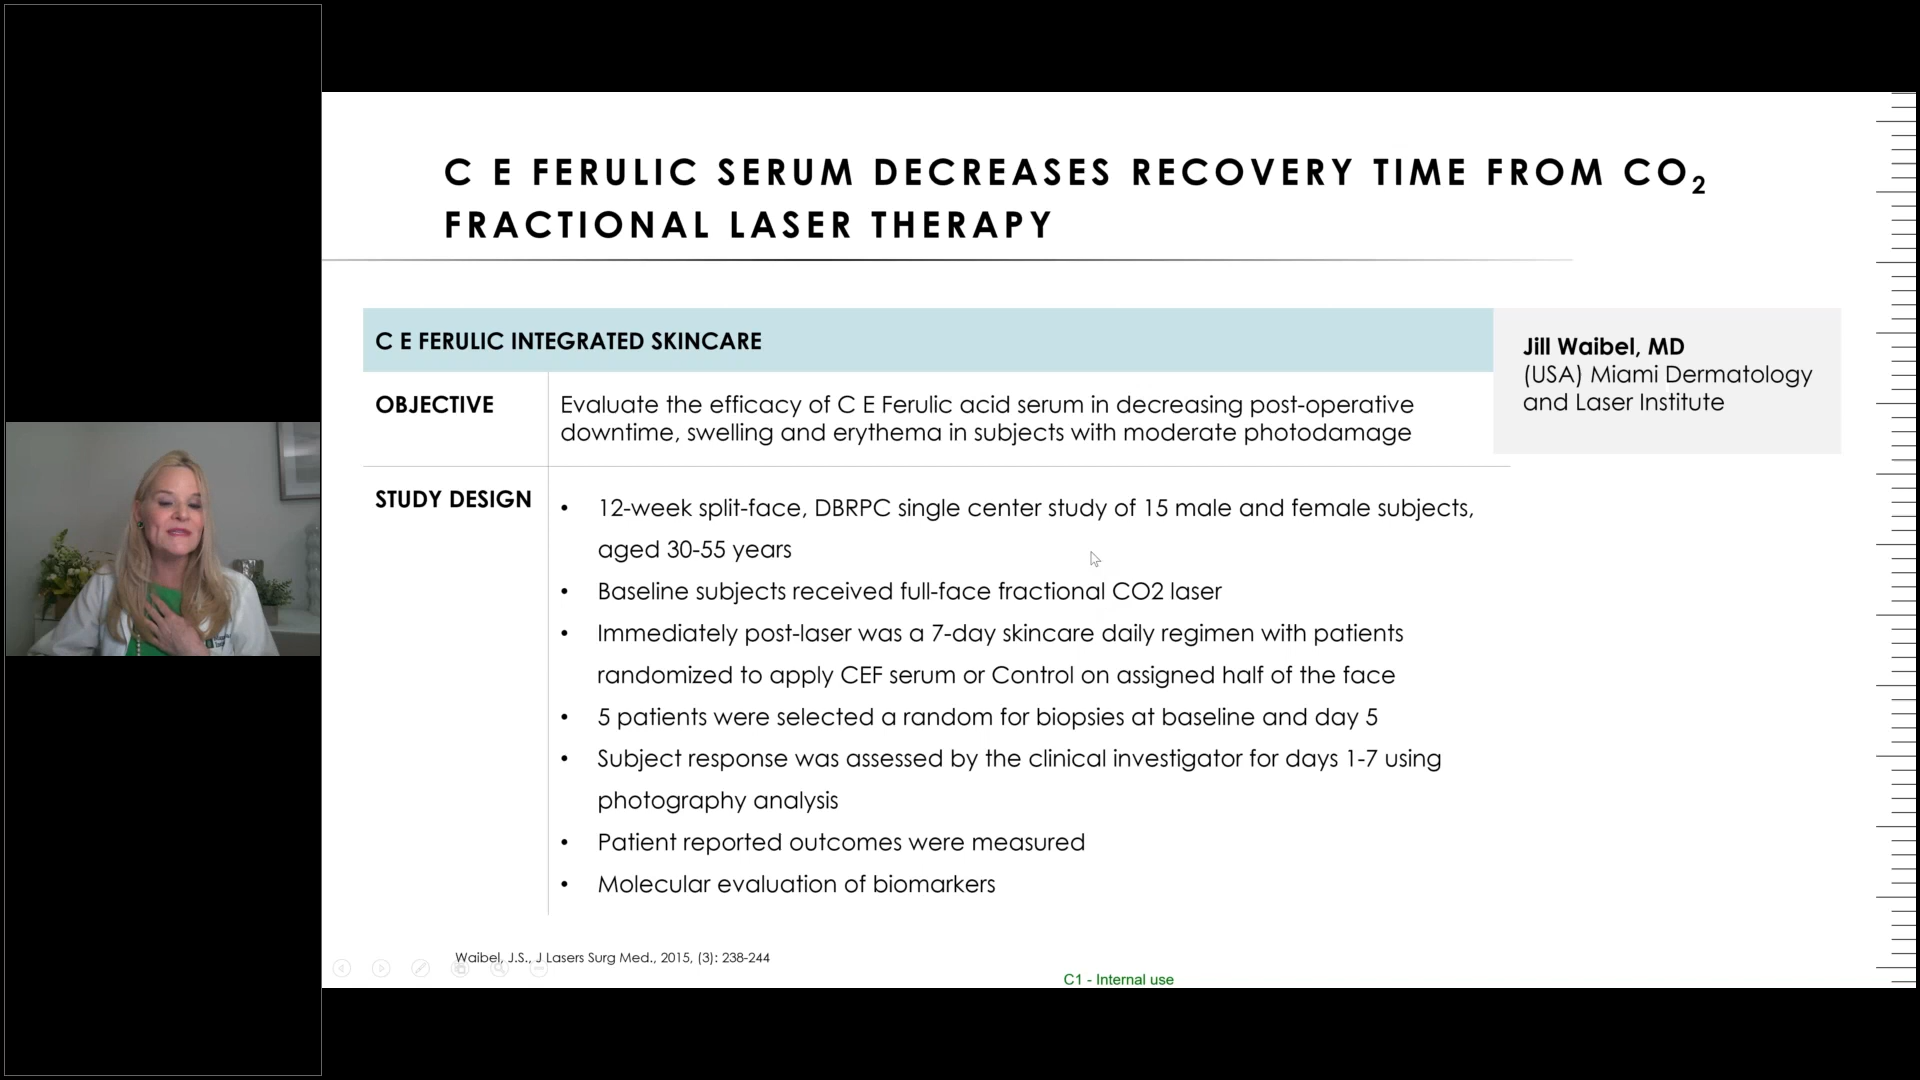 C E FERULIC SERUM DECREASES RECOVERY TIME FROM CO₂
FRACTIONAL LASER THERAPY
C E FERULIC INTEGRATED SKINCARE
Jill Waibel, MD
(USA) Miami Dermatology
and Laser Institute
OBJECTIVE
Evaluate the efficacy of C E Ferulic acid serum in decreasing post-operative
downtime, swelling and erythema in subjects with moderate photodamage
STUDY DESIGN
• 12-week split-face, DBRPC single center study of 15 male and female subjects,
aged 30-55 years
• Baseline subjects received full-face fractional CO2 laser
• Immediately post-laser was a 7-day skincare daily regimen with patients
randomized to apply CEF serum or Control on assigned half of the face
• 5 patients were selected a random for biopsies at baseline and day 5
• Subject response was assessed by the clinical investigator for days 1-7 using
photography analysis
• Patient reported outcomes were measured
• Molecular evaluation of biomarkers
Waibel, J.S., J Lasers Surg Med., 2015, (3): 238-244
C1 - Internal use